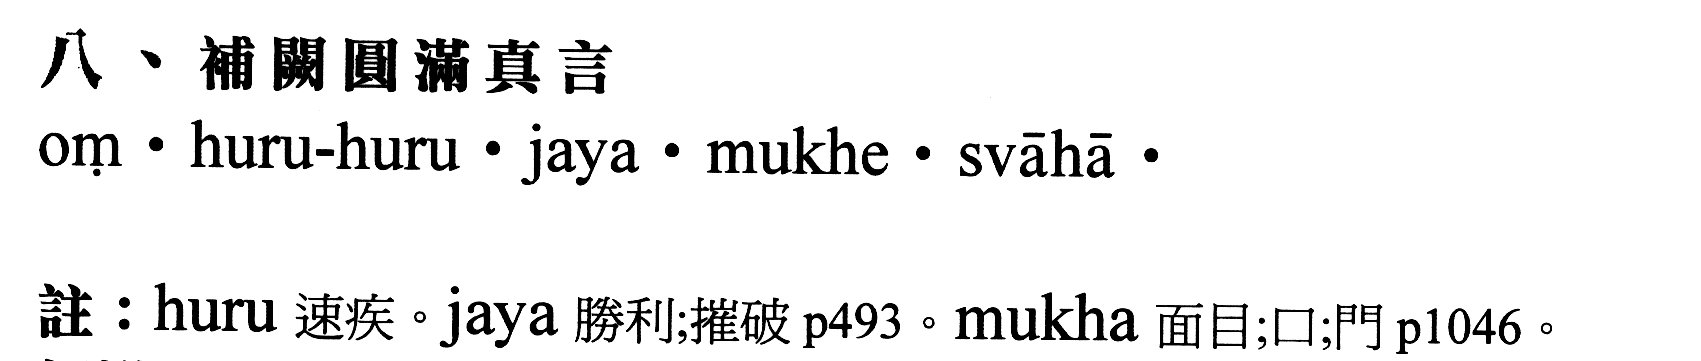 八、補闕圓滿真言
oṃ・huru-huru・jaya・mukhe・svāhā・
註：huru 速疾。jaya 勝利;摧破 p493。mukha 面目;口;門 p1046。